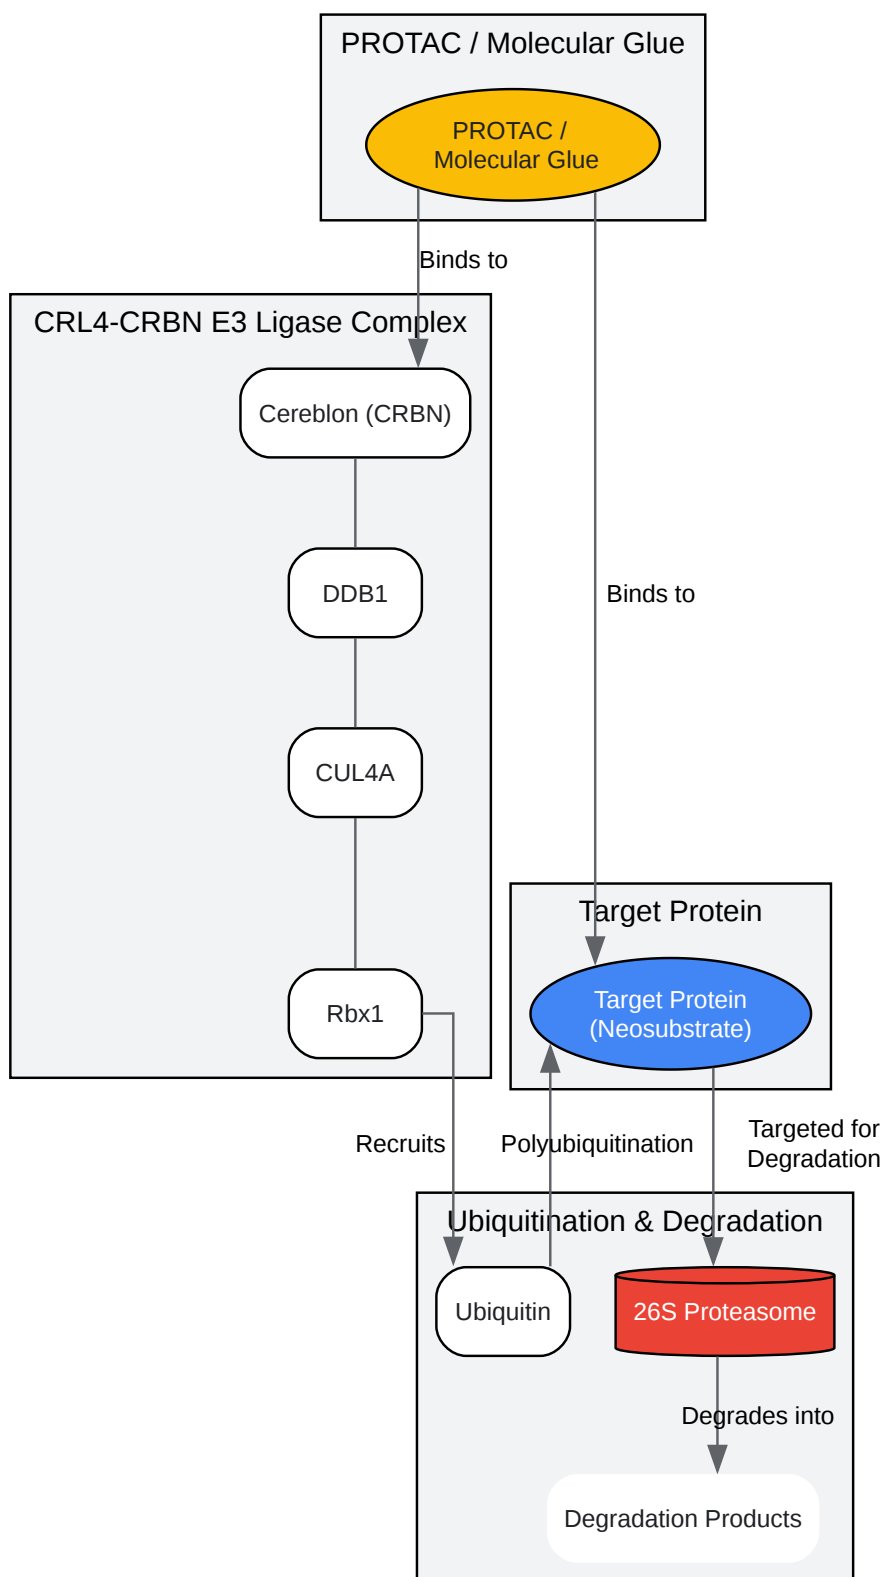 PROTAC / Molecular Glue
PROTAC /
Molecular Glue
Binds to
CRL4-CRBN E3 Ligase Complex
Cereblon (CRBN)
DDB1
Binds to
CUL4A
Target Protein
Target Protein
(Neosubstrate)
Rbx1
Recruits
Polyubiquitination
Targeted for
Degradation
Ubiquitination & Degradation
Ubiquitin
26S Proteasome
Degrades into
Degradation Products